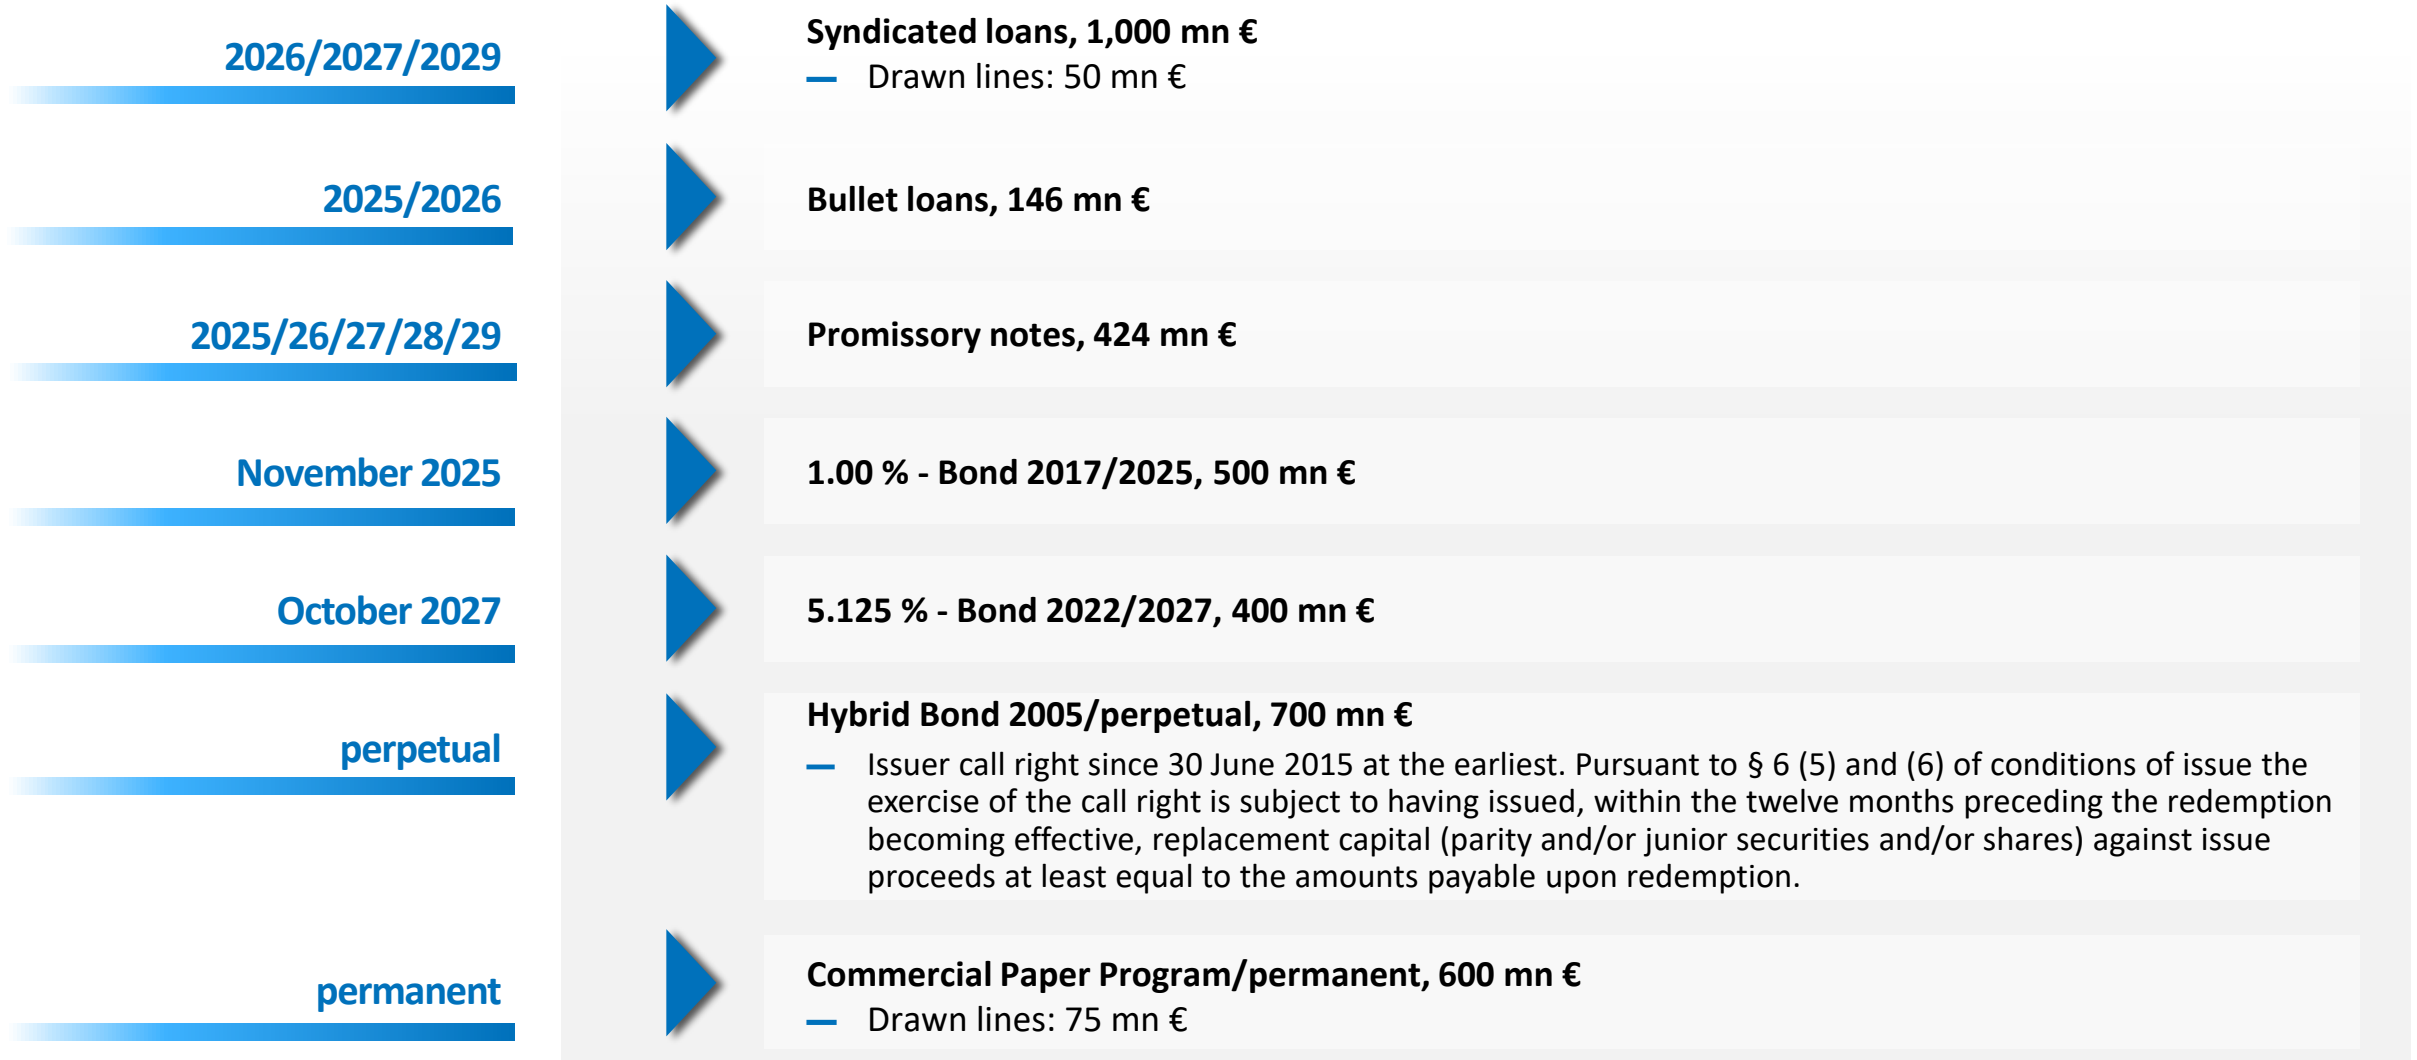 2026/2027/2029
Syndicated loans, 1,000 mn €
— Drawn lines: 50 mn €
2025/2026
Bullet loans, 146 mn €
2025/26/27/28/29
Promissory notes, 424 mn €
November 2025
1.00 % - Bond 2017/2025, 500 mn €
October 2027
5.125 % - Bond 2022/2027, 400 mn €
perpetual
Hybrid Bond 2005/perpetual, 700 mn €
— Issuer call right since 30 June 2015 at the earliest. Pursuant to § 6 (5) and (6) of conditions of issue the
exercise of the call right is subject to having issued, within the twelve months preceding the redemption
becoming effective, replacement capital (parity and/or junior securities and/or shares) against issue
proceeds at least equal to the amounts payable upon redemption.
permanent
Commercial Paper Program/permanent, 600 mn €
— Drawn lines: 75 mn €